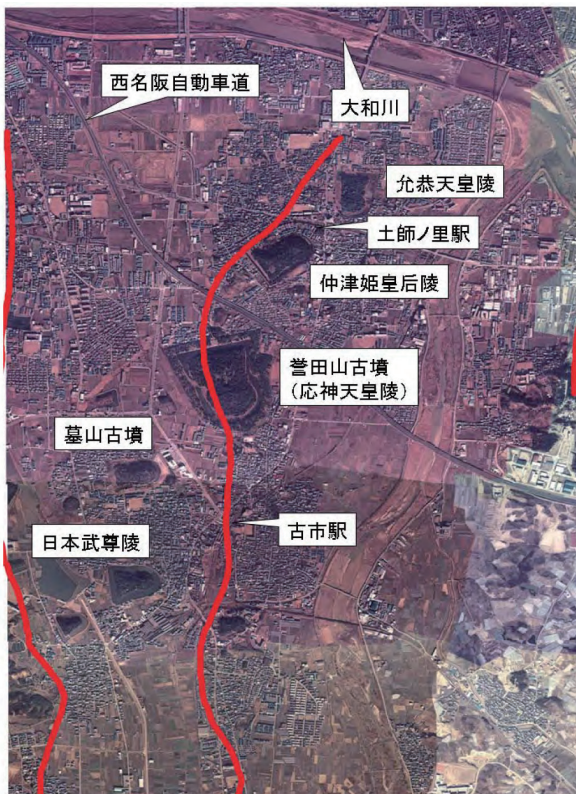 西名阪自動車道
大和川
允恭天皇陵
土師ノ里駅
仲津姫皇后陵
誉田山古墳
（応神天皇陵）
墓山古墳
古市駅
日本武尊陵